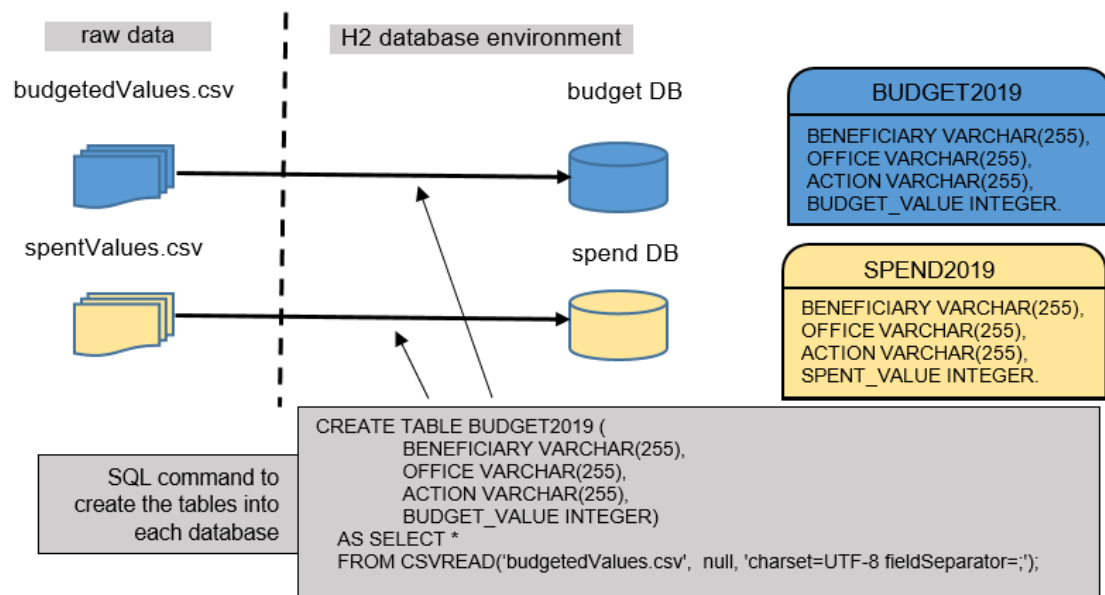 raw data
H2 database environment
budgetedValues.csv
budget DB
spentValues.csv
spend DB
BUDGET2019
BENEFICIARY VARCHAR(255),
OFFICE VARCHAR(255),
ACTION VARCHAR(255),
BUDGET_VALUE INTEGER.
SPEND2019
BENEFICIARY VARCHAR(255),
OFFICE VARCHAR(255),
ACTION VARCHAR(255),
SPENT_VALUE INTEGER.
SQL command to
create the tables into
each database
CREATE TABLE BUDGET2019 (
BENEFICIARY VARCHAR(255),
OFFICE VARCHAR(255),
ACTION VARCHAR(255),
BUDGET_VALUE INTEGER)
AS SELECT *
FROM CSVREAD(‘budgetedValues.csv', null, 'charset=UTF-8 fieldSeparator=;');